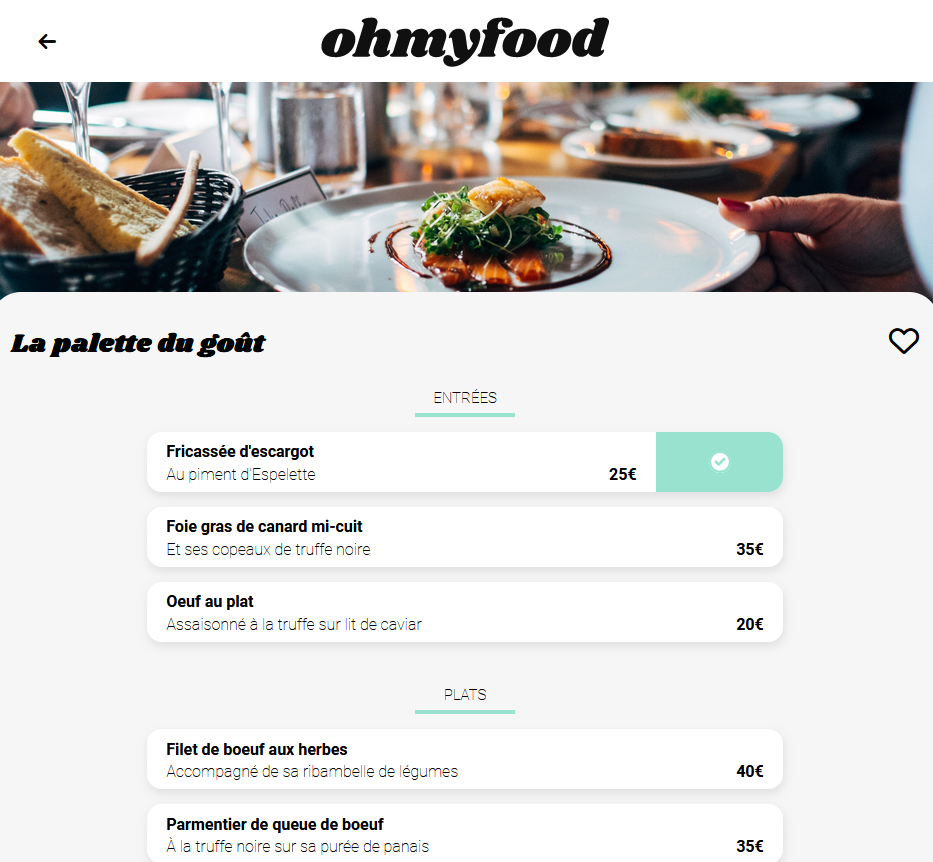 ohmyfood
La palette du goût
ENTRÉES
Fricassée d'escargot
Au piment d'Espelette
25€
Foie gras de canard mi-cuit
Et ses copeaux de truffe noire
35€
Oeuf au plat
Assaisonné à la truffe sur lit de caviar
20€
PLATS
Filet de boeuf aux herbes
Accompagné de sa ribambelle de légumes
40€
Parmentier de queue de boeuf
À la truffe noire sur sa purée de panais
35€